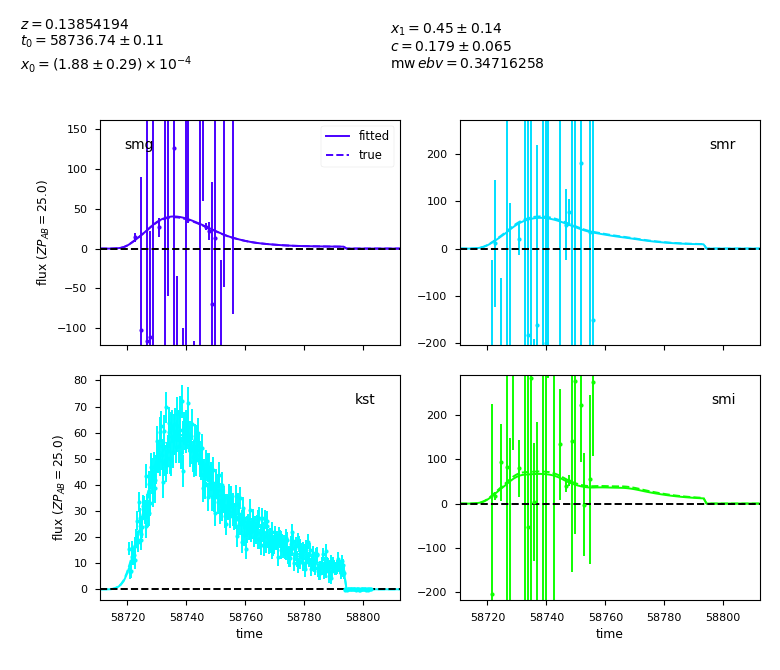 z = 0.13854194
t₀ = 58736.74 ± 0.11
x₀ = (1.88 ± 0.29) × 10⁻⁴
x₁ = 0.45 ± 0.14
c = 0.179 ± 0.065
mw ebv = 0.34716258
smg
fitted
true
150
100
50
0
−50
−100
flux (ZP_AB = 25.0)
smr
200
100
0
−100
−200
kst
80
70
60
50
40
30
20
10
0
flux (ZP_AB = 25.0)
58720 58740 58760 58780 58800
time
smi
200
100
0
−100
−200
58720 58740 58760 58780 58800
time